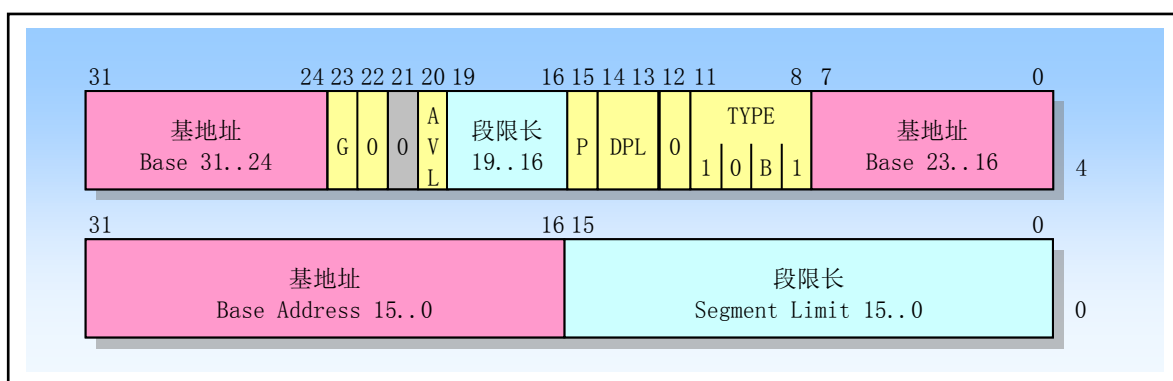 31 24 23 22 21 20 19 16 15 14 13 12 11 8 7 0
基地址
Base 31..24
G 0 0
A
V
L
段限长
19..16
P DPL 0
TYPE
1 0 B 1
基地址
Base 23..16
4
31 16 15 0
基地址
Base Address 15..0
段限长
Segment Limit 15..0
0